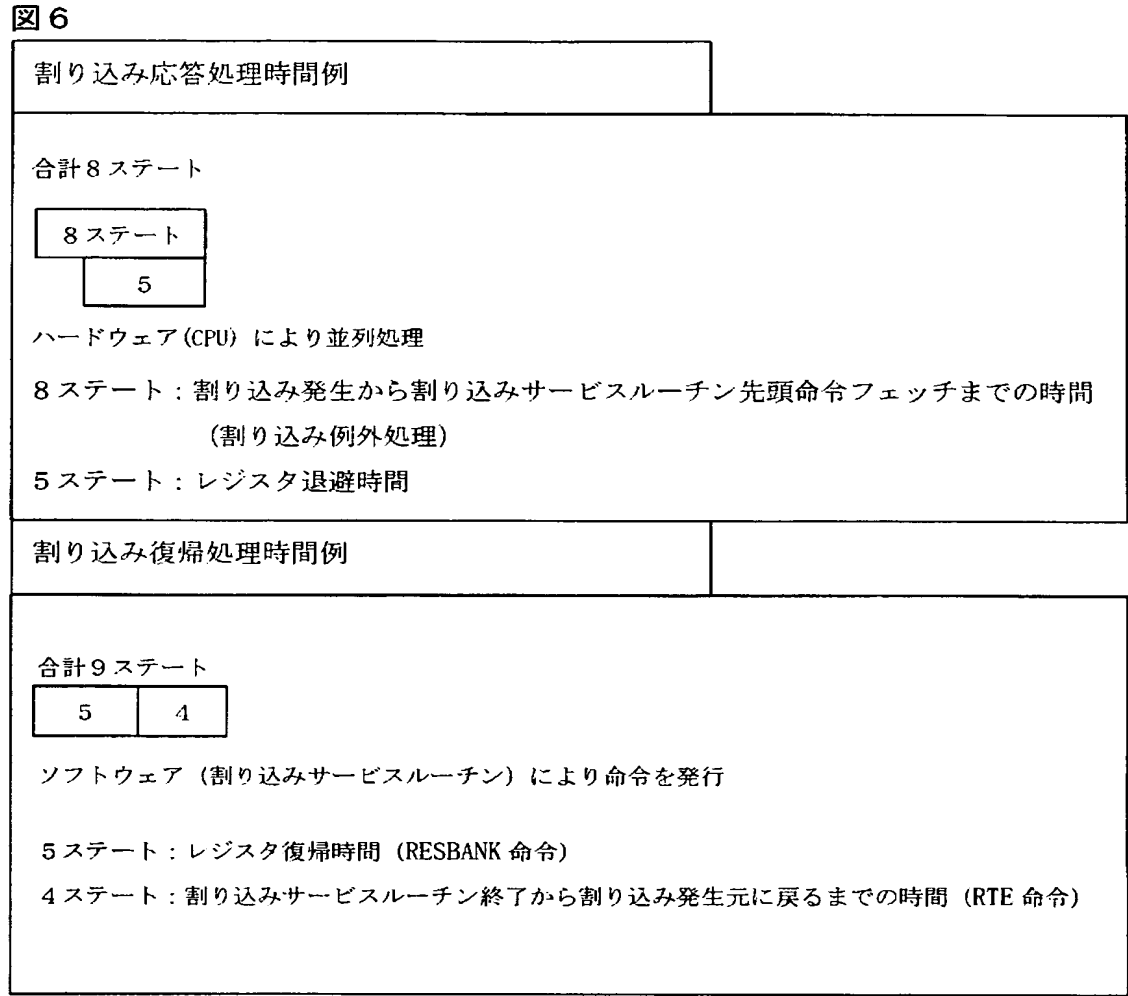 図６
割り込み応答処理時間例
合計８ステート
８ステート
5
ハードウェア(CPU) により並列処理
８ステート：割り込み発生から割り込みサービスルーチン先頭命令フェッチまでの時間
（割り込み例外処理）
５ステート：レジスタ退避時間
割り込み復帰処理時間例
合計９ステート
5 4
ソフトウェア（割り込みサービスルーチン）により命令を発行
５ステート：レジスタ復帰時間（RESBANK 命令）
４ステート：割り込みサービスルーチン終了から割り込み発生元に戻るまでの時間（RTE 命令）